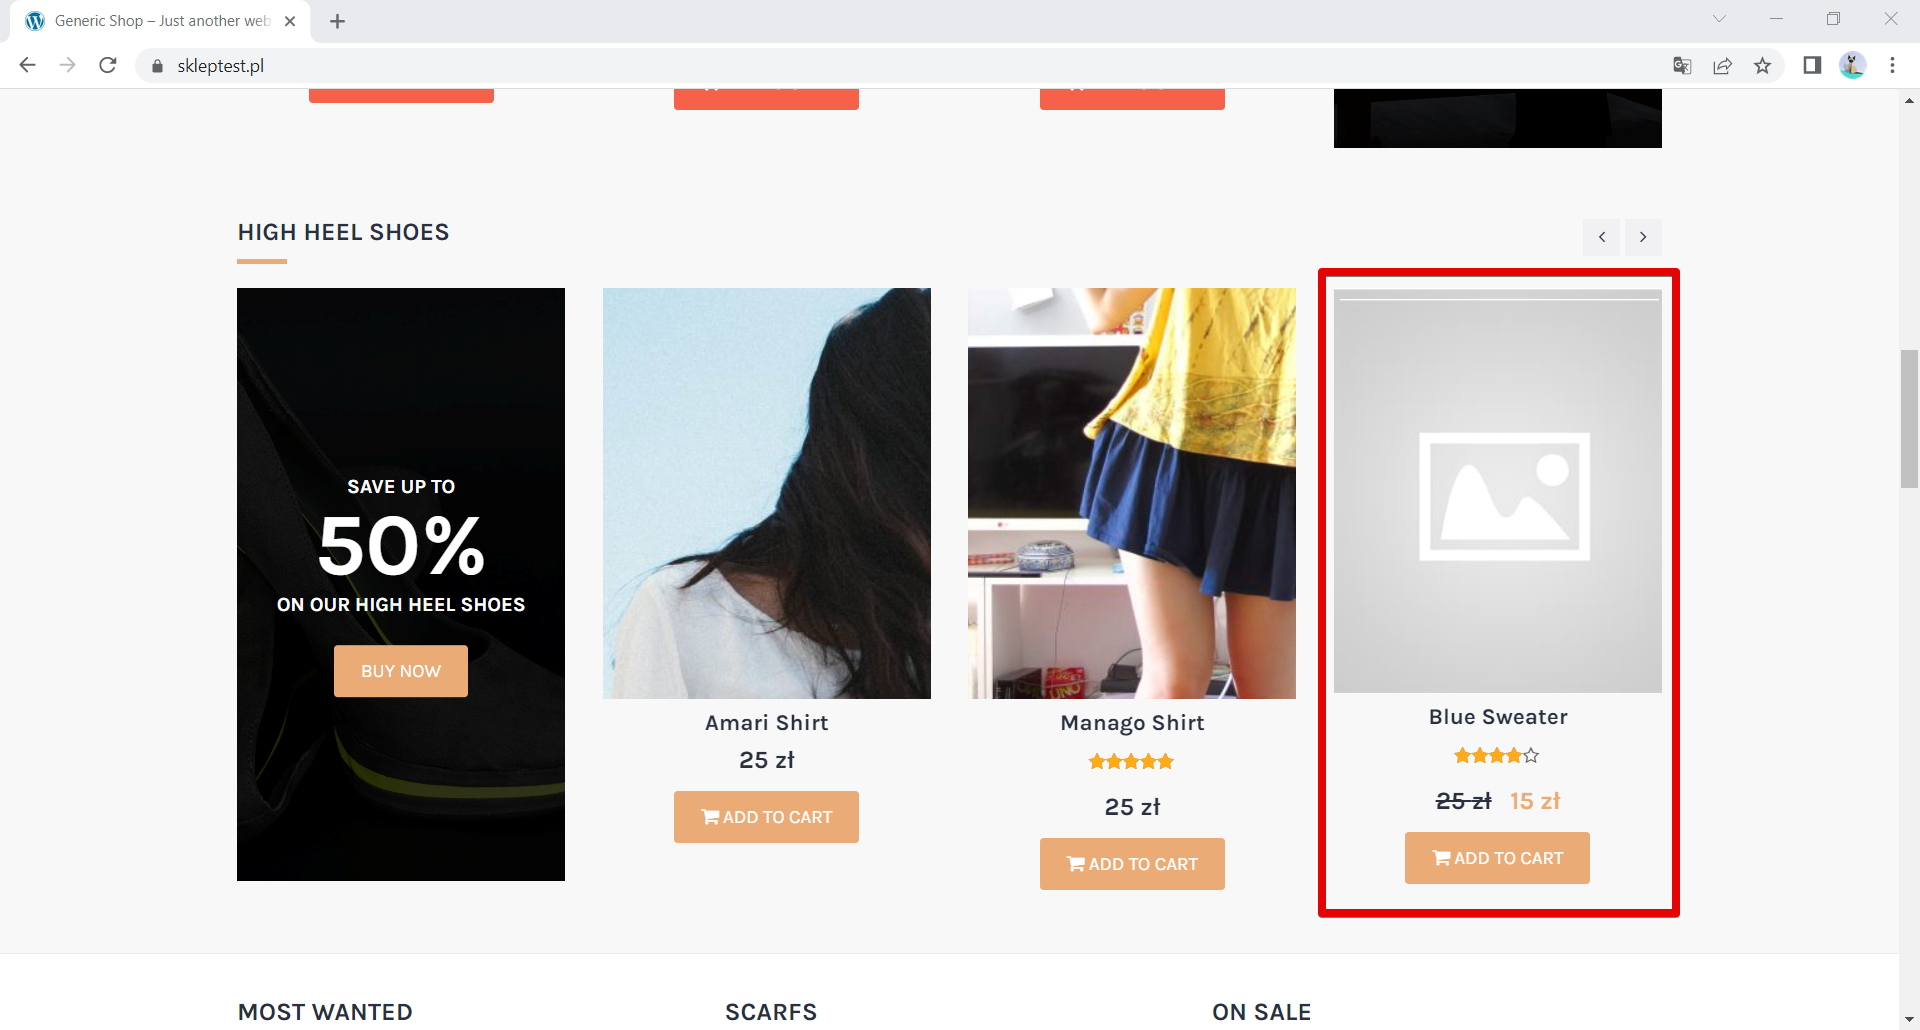 Generic Shop – Just another web
skleptest.pl
HIGH HEEL SHOES
SAVE UP TO
50%
ON OUR HIGH HEEL SHOES
BUY NOW
Amari Shirt
25 zł
ADD TO CART
Manago Shirt
25 zł
ADD TO CART
Blue Sweater
25 zł 15 zł
ADD TO CART
MOST WANTED
SCARFS
ON SALE